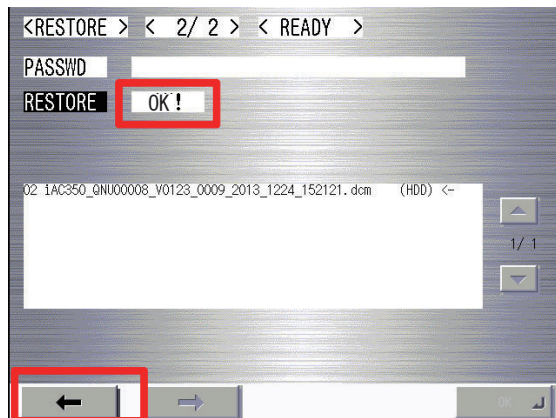 <RESTORE > < 2/ 2 > < READY >
PASSWD
RESTORE OK!
02 iAC350_QNU00008_V0123_0009_2013_1224_152121.dcm (HDD) <-
1/ 1
OK